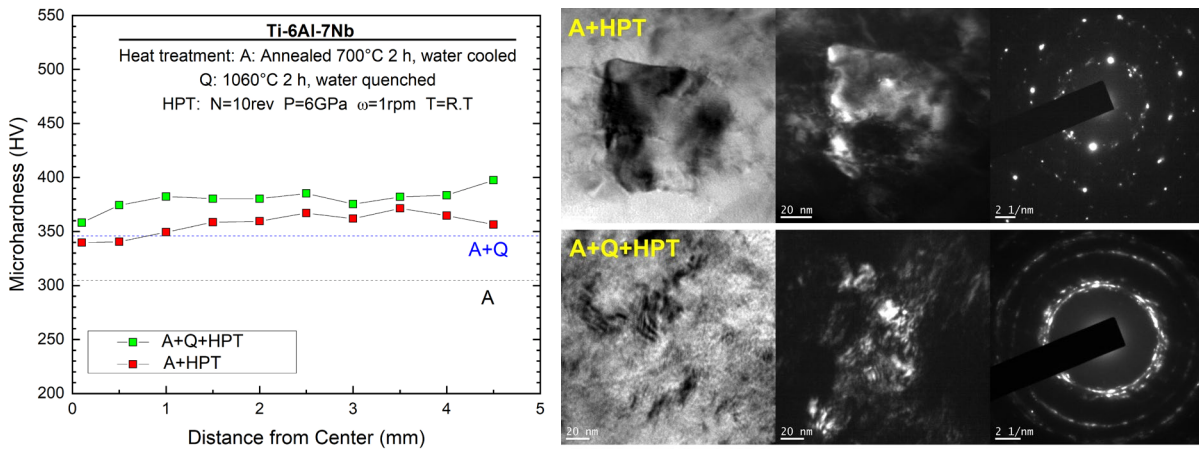 550
500
450
400
350
300
250
200
Microhardness (HV)
Ti-6Al-7Nb
Heat treatment: A: Annealed 700°C 2 h, water cooled
Q: 1060°C 2 h, water quenched
HPT: N=10rev P=6GPa ω=1rpm T=R.T
A+Q
A
A+Q+HPT
A+HPT
0 1 2 3 4 5
Distance from Center (mm)
A+HPT
20 nm
20 nm
2 1/nm
A+Q+HPT
20 nm
20 nm
2 1/nm